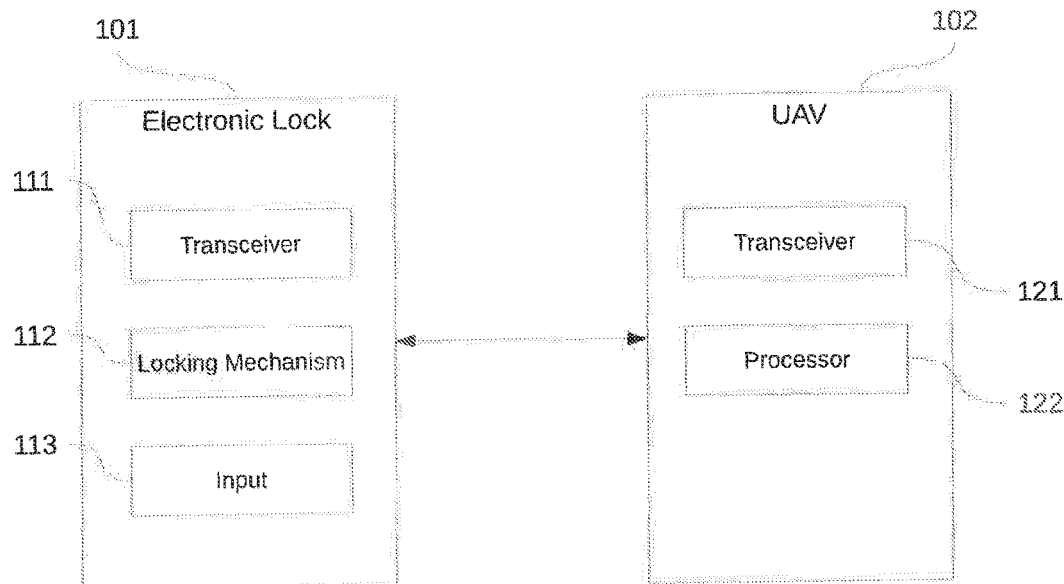 101
102
Electronic Lock
UAV
111
Transceiver
Transceiver
121
112
Locking Mechanism
Processor
122
113
Input